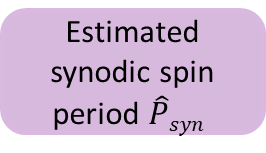 Estimated
synodic spin
period P̂_syn